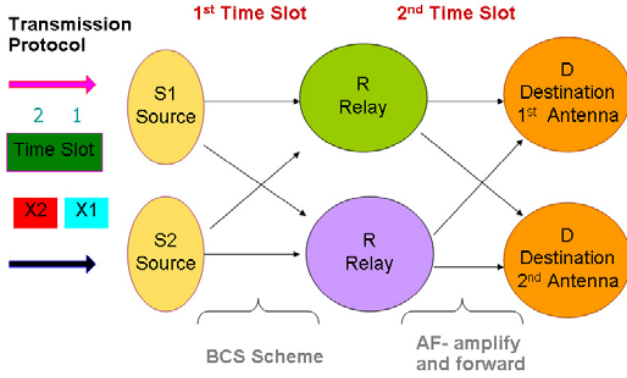 Transmission
Protocol
1st Time Slot
2nd Time Slot
2 1
Time Slot
X2 X1
S1
Source
S2
Source
R
Relay
R
Relay
D
Destination
1st Antenna
D
Destination
2nd Antenna
BCS Scheme
AF- amplify
and forward